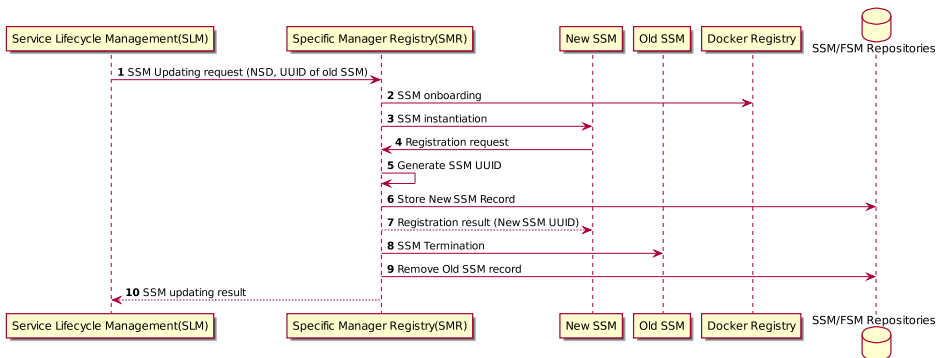 Service Lifecycle Management(SLM)
Specific Manager Registry(SMR)
New SSM
Old SSM
Docker Registry
SSM/FSM Repositories
1 SSM Updating request (NSD, UUID of old SSM)
2 SSM onboarding
3 SSM instantiation
4 Registration request
5 Generate SSM UUID
6 Store New SSM Record
7 Registration result (New SSM UUID)
8 SSM Termination
9 Remove Old SSM record
10 SSM updating result
Service Lifecycle Management(SLM)
Specific Manager Registry(SMR)
New SSM
Old SSM
Docker Registry
SSM/FSM Repositories